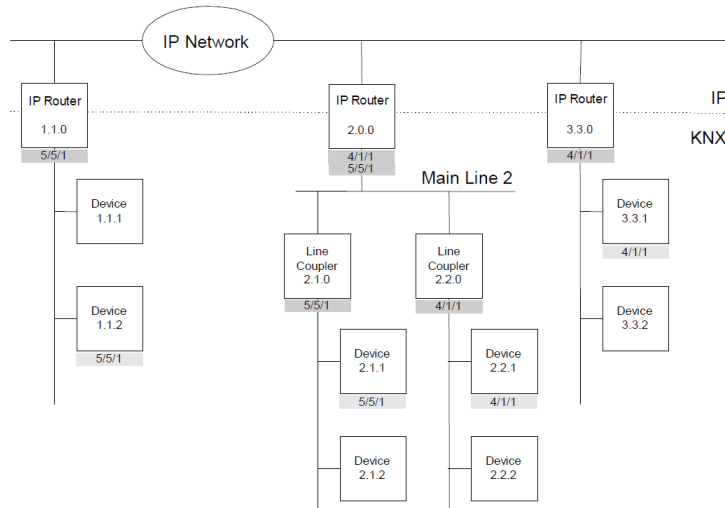 IP Network
IP Router
1.1.0
5/5/1
IP Router
2.0.0
4/1/1
5/5/1
IP Router
3.3.0
4/1/1
IP
KNX
Main Line 2
Device
1.1.1
Device
1.1.2
5/5/1
Line
Coupler
2.1.0
5/5/1
Line
Coupler
2.2.0
4/1/1
Device
3.3.1
4/1/1
Device
3.3.2
Device
2.1.1
5/5/1
Device
2.2.1
4/1/1
Device
2.1.2
Device
2.2.2